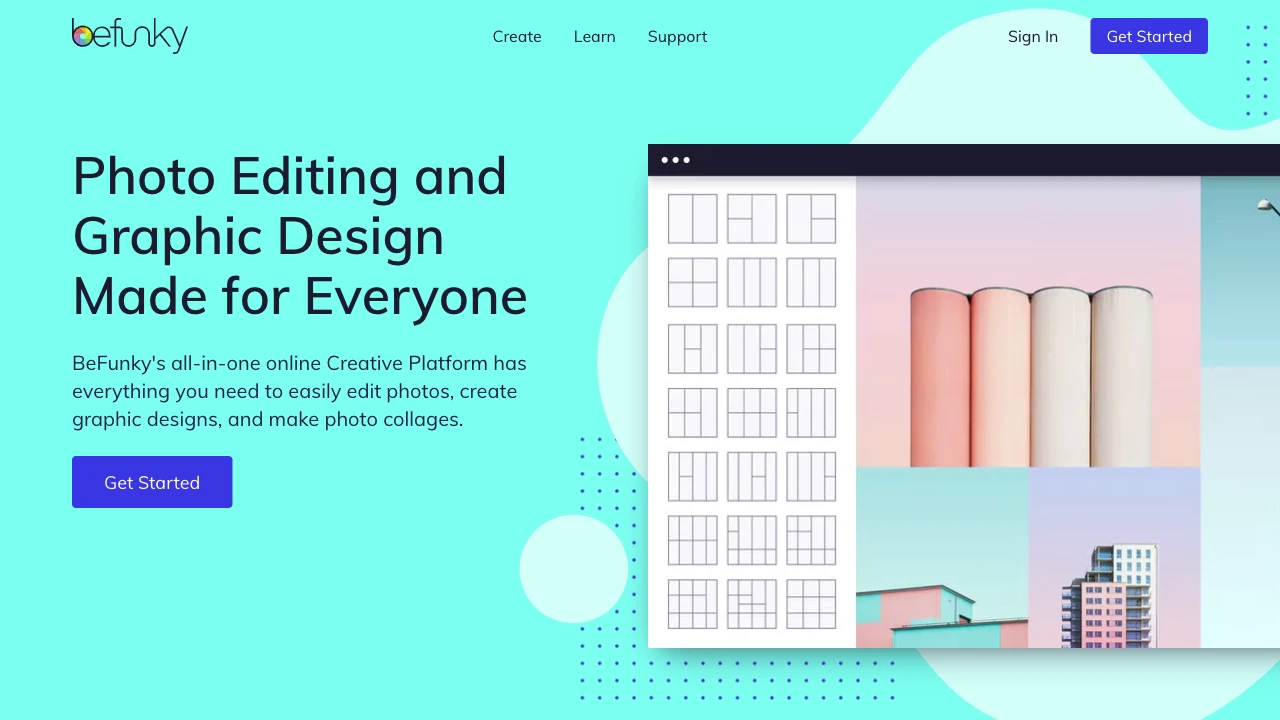 befunky
Create
Learn
Support
Sign In
Get Started
Photo Editing and
Graphic Design
Made for Everyone
BeFunky's all-in-one online Creative Platform has
everything you need to easily edit photos, create
graphic designs, and make photo collages.
Get Started